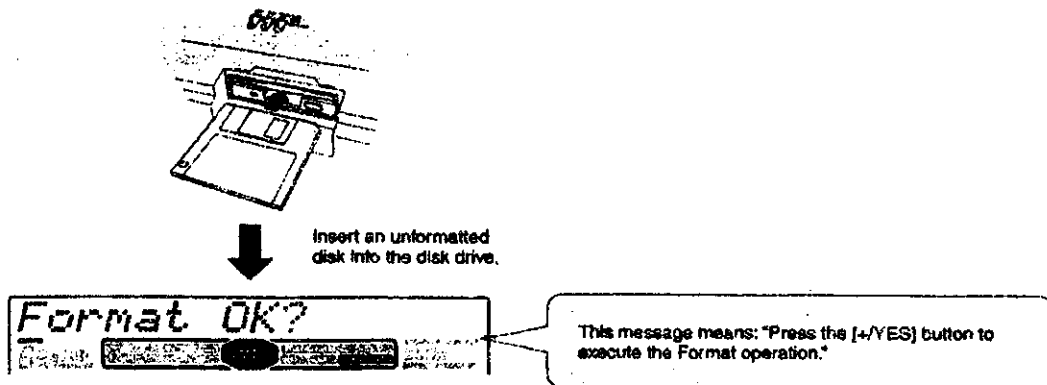 Insert an unformatted
disk into the disk drive.
Format OK?
This message means: "Press the [+/YES] button to
execute the Format operation."